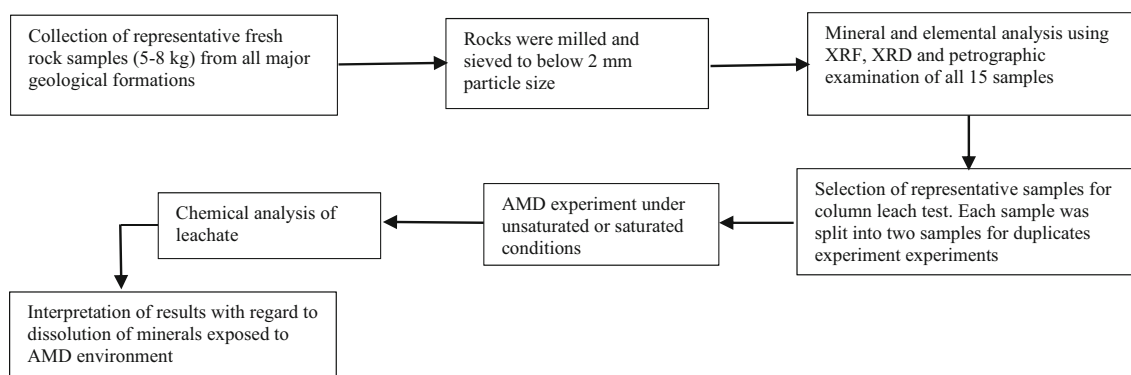 Collection of representative fresh
rock samples (5-8 kg) from all major
geological formations
Rocks were milled and
sieved to below 2 mm
particle size
Mineral and elemental analysis using
XRF, XRD and petrographic
examination of all 15 samples
Selection of representative samples for
column leach test. Each sample was
split into two samples for duplicates
experiment experiments
AMD experiment under
unsaturated or saturated
conditions
Chemical analysis of
leachate
Interpretation of results with regard to
dissolution of minerals exposed to
AMD environment